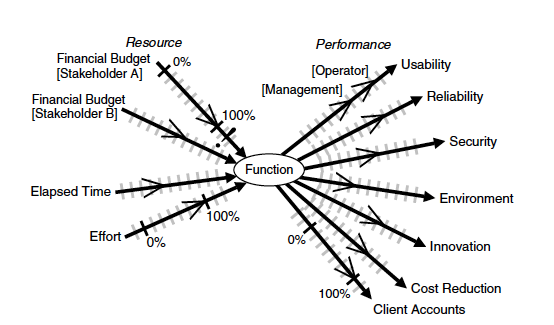 Resource
Financial Budget
[Stakeholder A]
0%
Financial Budget
[Stakeholder B]
100%
Elapsed Time
Effort
100%
0%
Function
Performance
[Operator]
[Management]
Usability
Reliability
Security
Environment
Innovation
Cost Reduction
Client Accounts
0%
100%